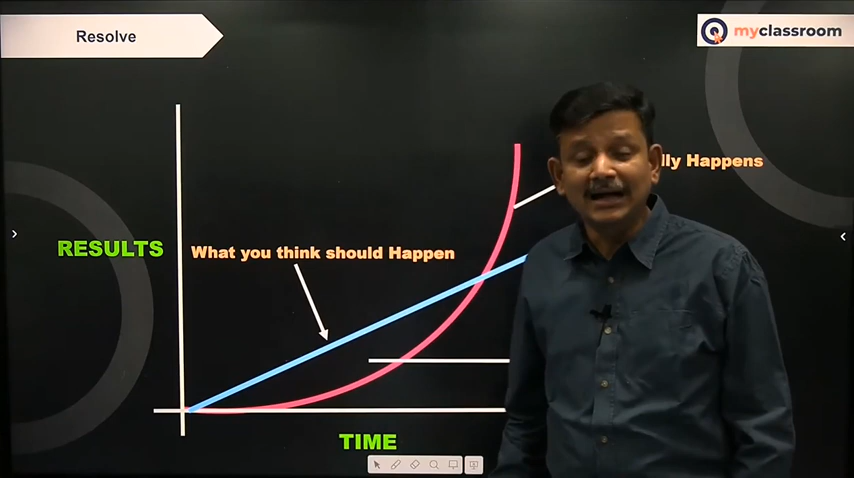 Resolve
myclassroom
lly Happens
RESULTS
What you think should Happen
TIME